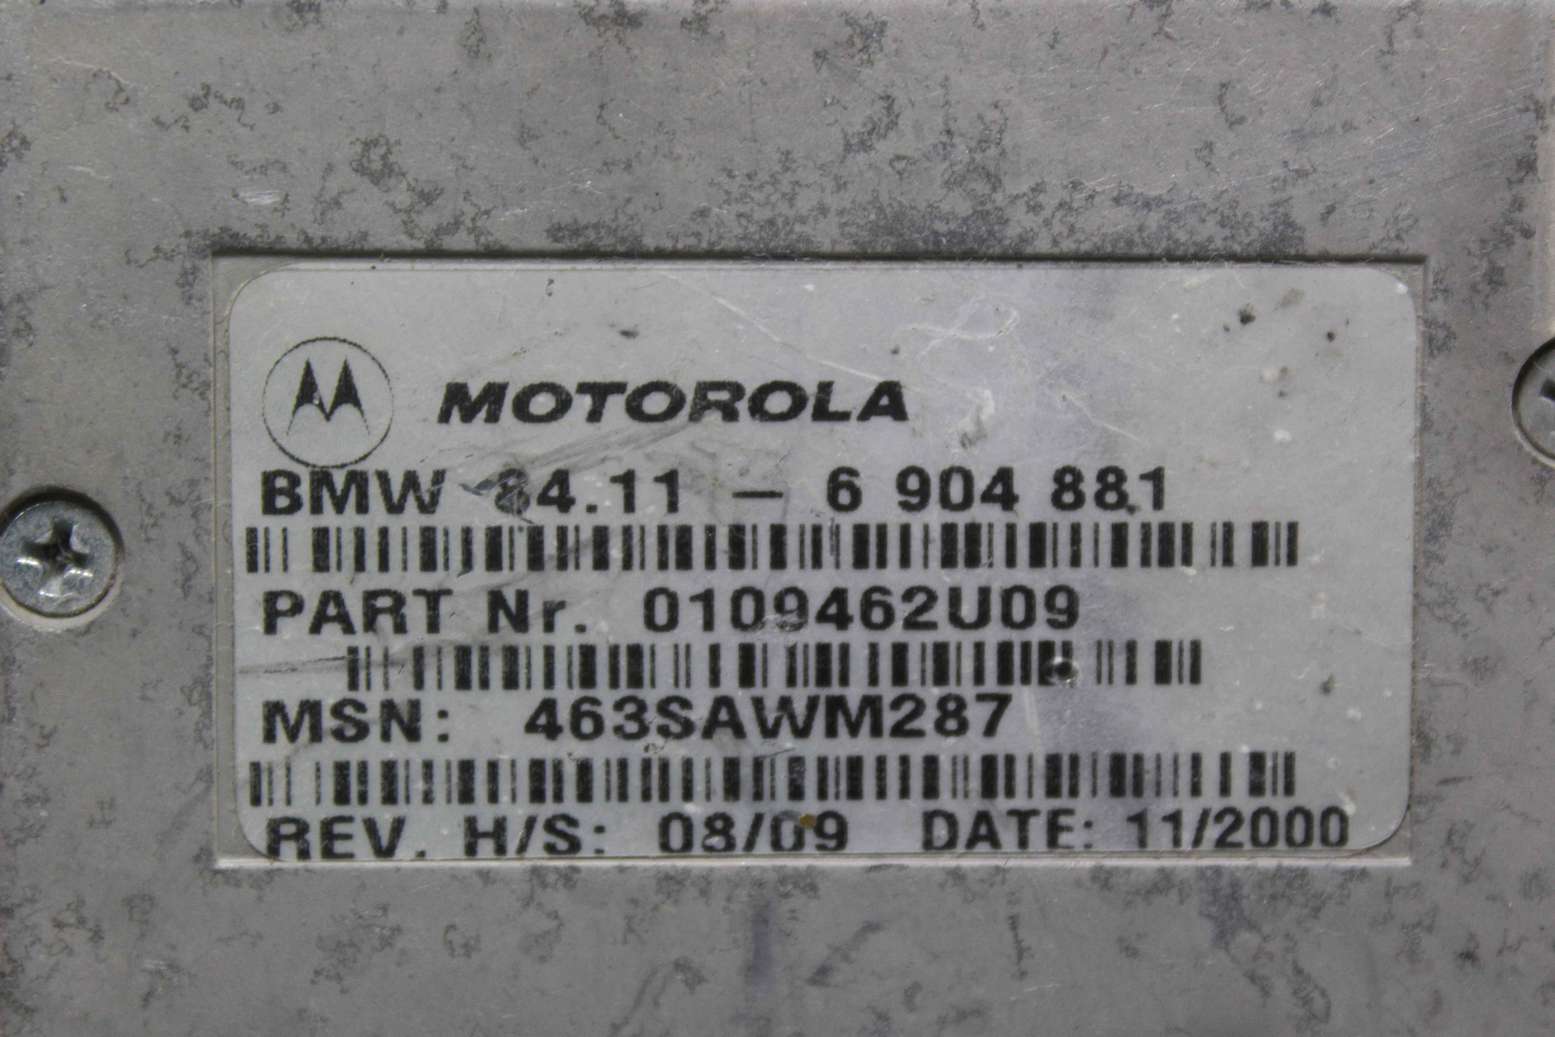 MOTOROLA
BMW 84.11 - 6 904 881
PART Nr. 0109462U09
MSN: 463SAWM287
REV. H/S: 08/09 DATE: 11/2000